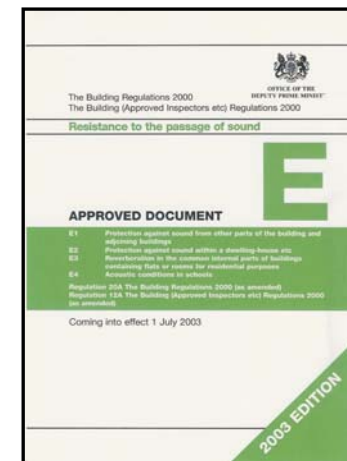 OFFICE OF THE
DEPUTY PRIME MINIST
The Building Regulations 2000
The Building (Approved Inspectors etc) Regulations 2000
Resistance to the passage of sound
E
APPROVED DOCUMENT
E1 Protection against sound from other parts of the building and
adjoining buildings
E2 Protection against sound within a dwelling-house etc
E3 Reverberation in the common internal parts of buildings
containing flats or rooms for residential purposes
E4 Acoustic conditions in schools
Regulation 20A The Building Regulations 2000 (as amended)
Regulation 12A The Building (Approved Inspectors etc) Regulations 2000
(as amended)
Coming into effect 1 July 2003
2003 EDITION